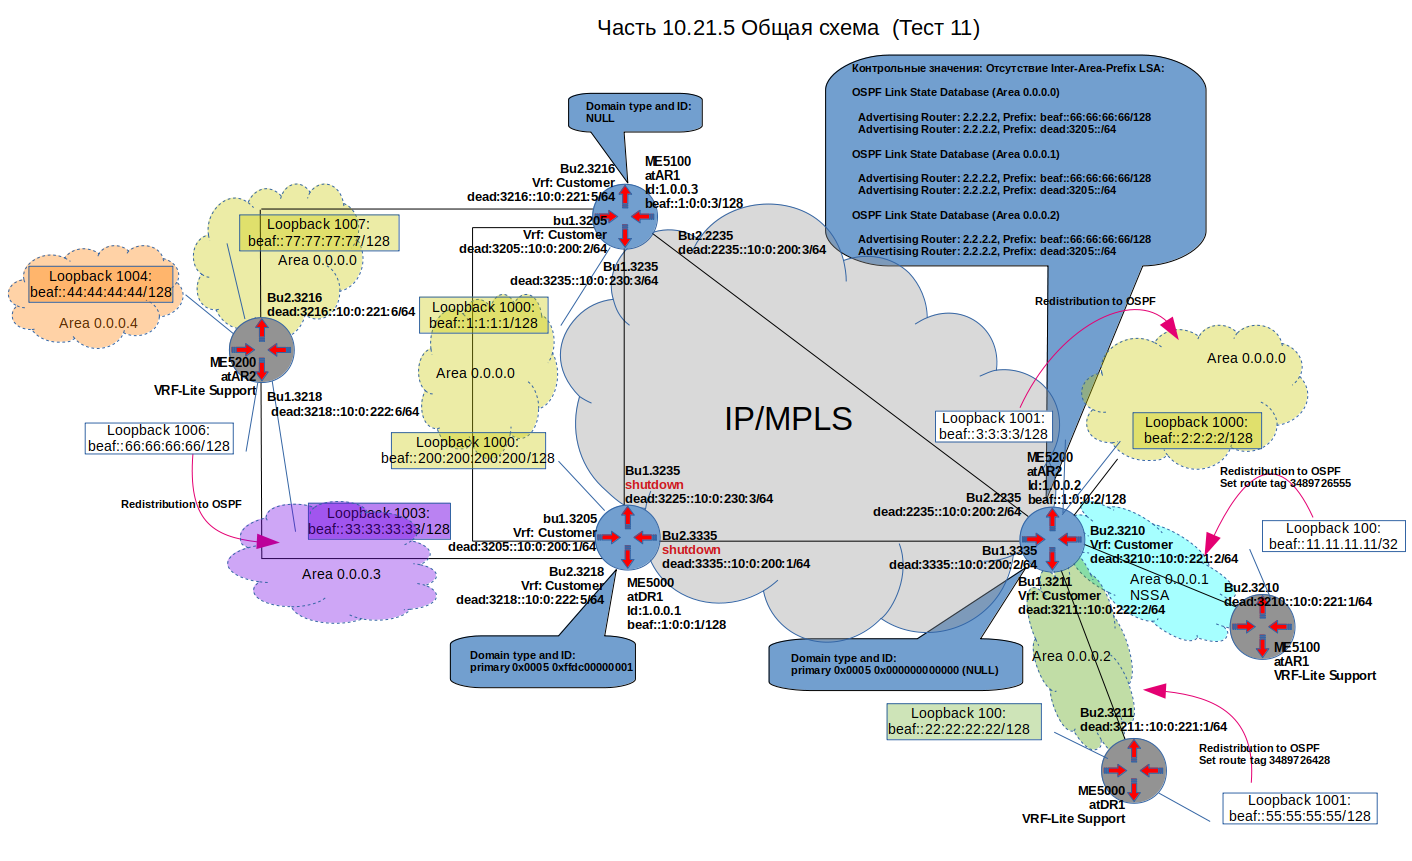 Часть 10.21.5 Общая схема  (Тест 11)
Контрольные значения: Отсутствие Inter-Area-Prefix LSA:
OSPF Link State Database (Area 0.0.0.0)
Advertising Router: 2.2.2.2, Prefix: beaf::66:66:66:66/128
Advertising Router: 2.2.2.2, Prefix: dead:3205::/64
OSPF Link State Database (Area 0.0.0.1)
Advertising Router: 2.2.2.2, Prefix: beaf::66:66:66:66/128
Advertising Router: 2.2.2.2, Prefix: dead:3205::/64
OSPF Link State Database (Area 0.0.0.2)
Advertising Router: 2.2.2.2, Prefix: beaf::66:66:66:66/128
Advertising Router: 2.2.2.2, Prefix: dead:3205::/64
Domain type and ID:
NULL
Bu2.3216
Vrf: Customer
dead:3216::10:0:221:5/64
ME5100
atAR1
Id:1.0.0.3
beaf::1:0:0:3/128
bu1.3205
Vrf: Customer
dead:3205::10:0:200:2/64
Bu2.2235
dead:2235::10:0:200:3/64
Bu1.3235
dead:3235::10:0:230:3/64
Loopback 1007:
beaf::77:77:77:77/128
Area 0.0.0.0
Loopback 1004:
beaf::44:44:44:44/128
Area 0.0.0.4
Bu2.3216
dead:3216::10:0:221:6/64
ME5200
atAR2
VRF-Lite Support
Bu1.3218
dead:3218::10:0:222:6/64
Loopback 1006:
beaf::66:66:66:66/128
Redistribution to OSPF
Loopback 1003:
beaf::33:33:33:33/128
Area 0.0.0.3
Loopback 1000:
beaf::1:1:1:1/128
Area 0.0.0.0
Loopback 1000:
beaf::200:200:200:200/128
IP/MPLS
Bu1.3235
shutdown
dead:3225::10:0:230:3/64
bu1.3205
Vrf: Customer
dead:3205::10:0:200:1/64
Bu2.3335
shutdown
dead:3335::10:0:200:1/64
Bu2.3218
Vrf: Customer
dead:3218::10:0:222:5/64
ME5000
atDR1
Id:1.0.0.1
beaf::1:0:0:1/128
Domain type and ID:
primary 0x0005 0xffdc00000001
Domain type and ID:
primary 0x0005 0x000000000000 (NULL)
Redistribution to OSPF
Area 0.0.0.0
Loopback 1001:
beaf::3:3:3:3/128
Loopback 1000:
beaf::2:2:2:2/128
ME5200
atAR2
Id:1.0.0.2
beaf::1:0:0:2/128
Bu2.2235
dead:2235::10:0:200:2/64
Redistribution to OSPF
Set route tag 3489726555
Loopback 100:
beaf::11.11.11.11/32
Bu2.3210
Vrf: Customer
dead:3210::10:0:221:2/64
Bu1.3335
dead:3335::10:0:200:2/64
Bu1.3211
Vrf: Customer
dead:3211::10:0:222:2/64
Area 0.0.0.1
NSSA
Bu2.3210
dead:3210::10:0:221:1/64
ME5100
atAR1
VRF-Lite Support
Area 0.0.0.2
Loopback 100:
beaf::22:22:22:22/128
Bu2.3211
dead:3211::10:0:221:1/64
Redistribution to OSPF
Set route tag 3489726428
ME5000
atDR1
VRF-Lite Support
Loopback 1001:
beaf::55:55:55:55/128